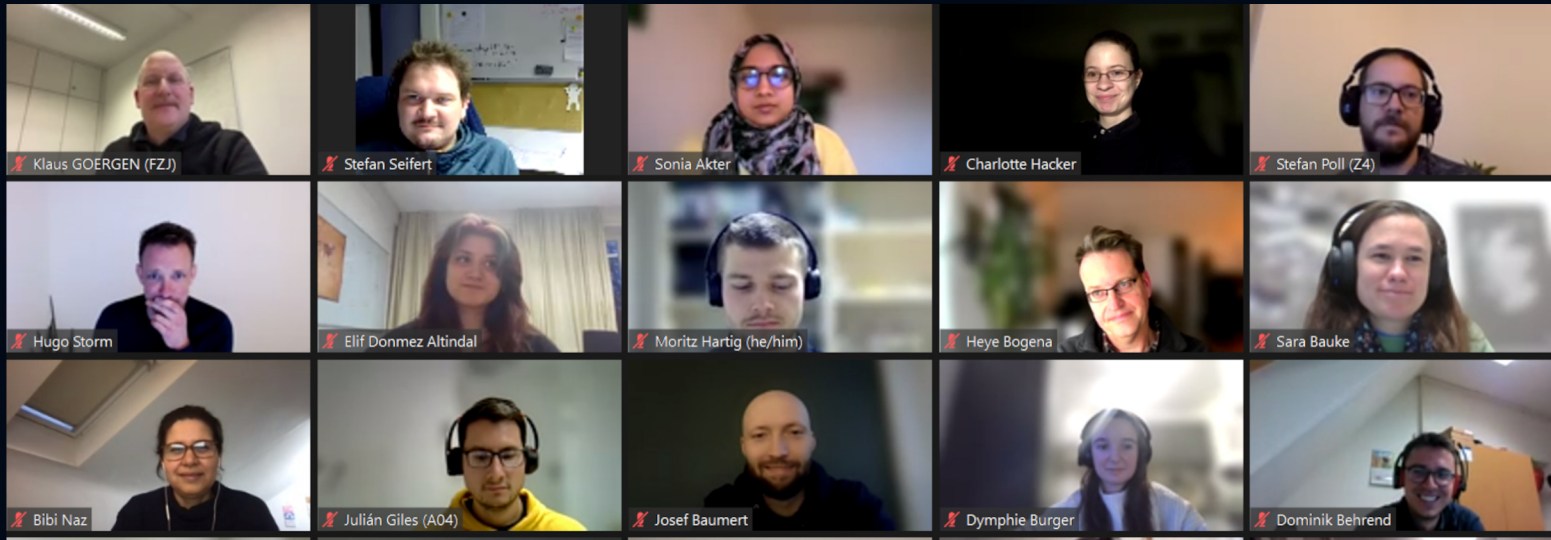 Klaus GOERGEN (FZJ)
Stefan Seifert
Sonia Akter
Charlotte Hacker
Stefan Poll (Z4)
Hugo Storm
Elif Donmez Altindal
Moritz Hartig (he/him)
Heye Bogena
Sara Bauke
Bibi Naz
Julián Giles (A04)
Josef Baumert
Dymphie Burger
Dominik Behrend